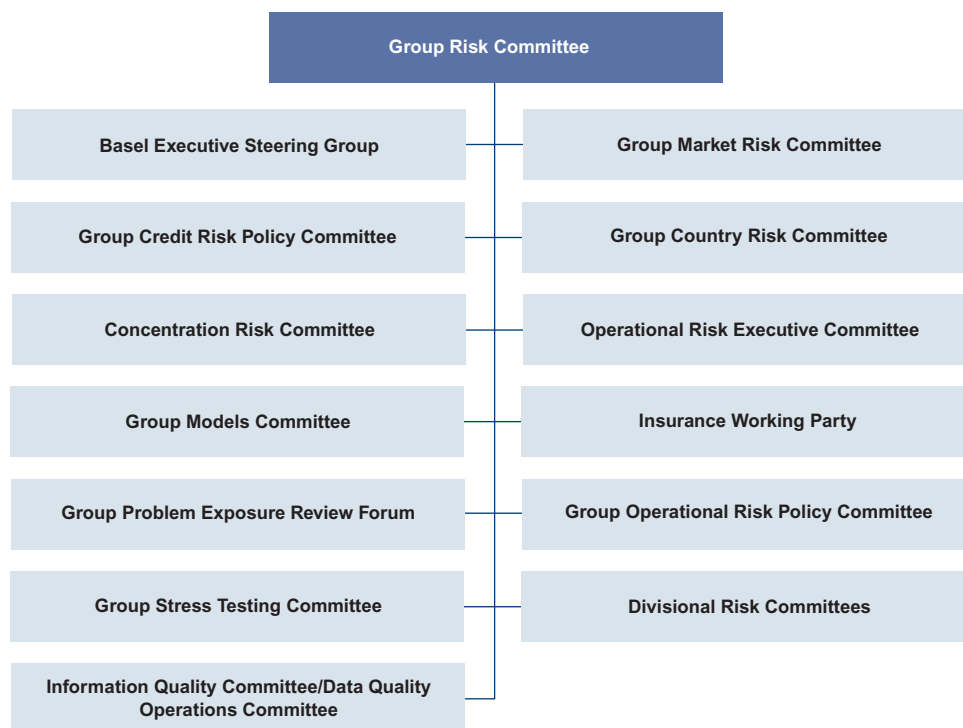 Group Risk Committee
Basel Executive Steering Group
Group Market Risk Committee
Group Credit Risk Policy Committee
Group Country Risk Committee
Concentration Risk Committee
Operational Risk Executive Committee
Group Models Committee
Insurance Working Party
Group Problem Exposure Review Forum
Group Operational Risk Policy Committee
Group Stress Testing Committee
Divisional Risk Committees
Information Quality Committee/Data Quality
Operations Committee